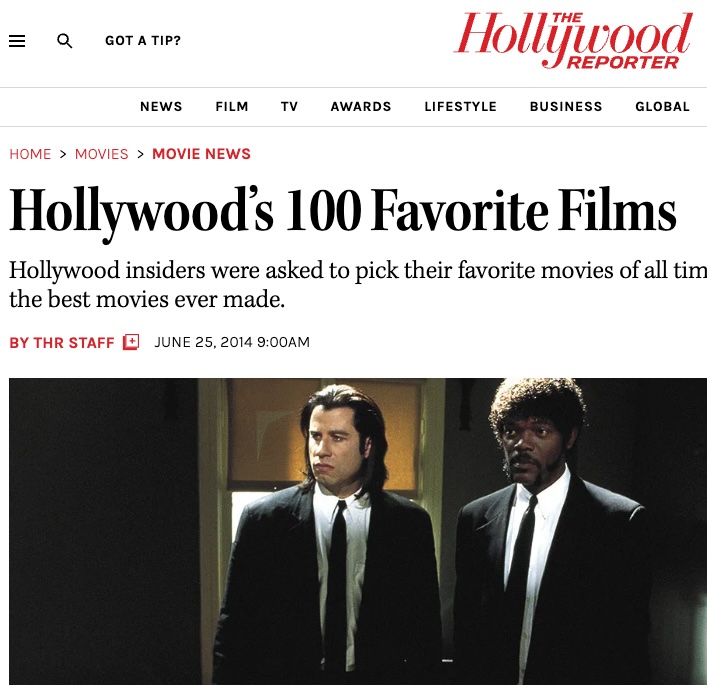 GOT A TIP?
THE
Hollywood
REPORTER
NEWS FILM TV AWARDS LIFESTYLE BUSINESS GLOBAL
HOME > MOVIES > MOVIE NEWS
Hollywood’s 100 Favorite Films
Hollywood insiders were asked to pick their favorite movies of all tim
the best movies ever made.
BY THR STAFF JUNE 25, 2014 9:00AM